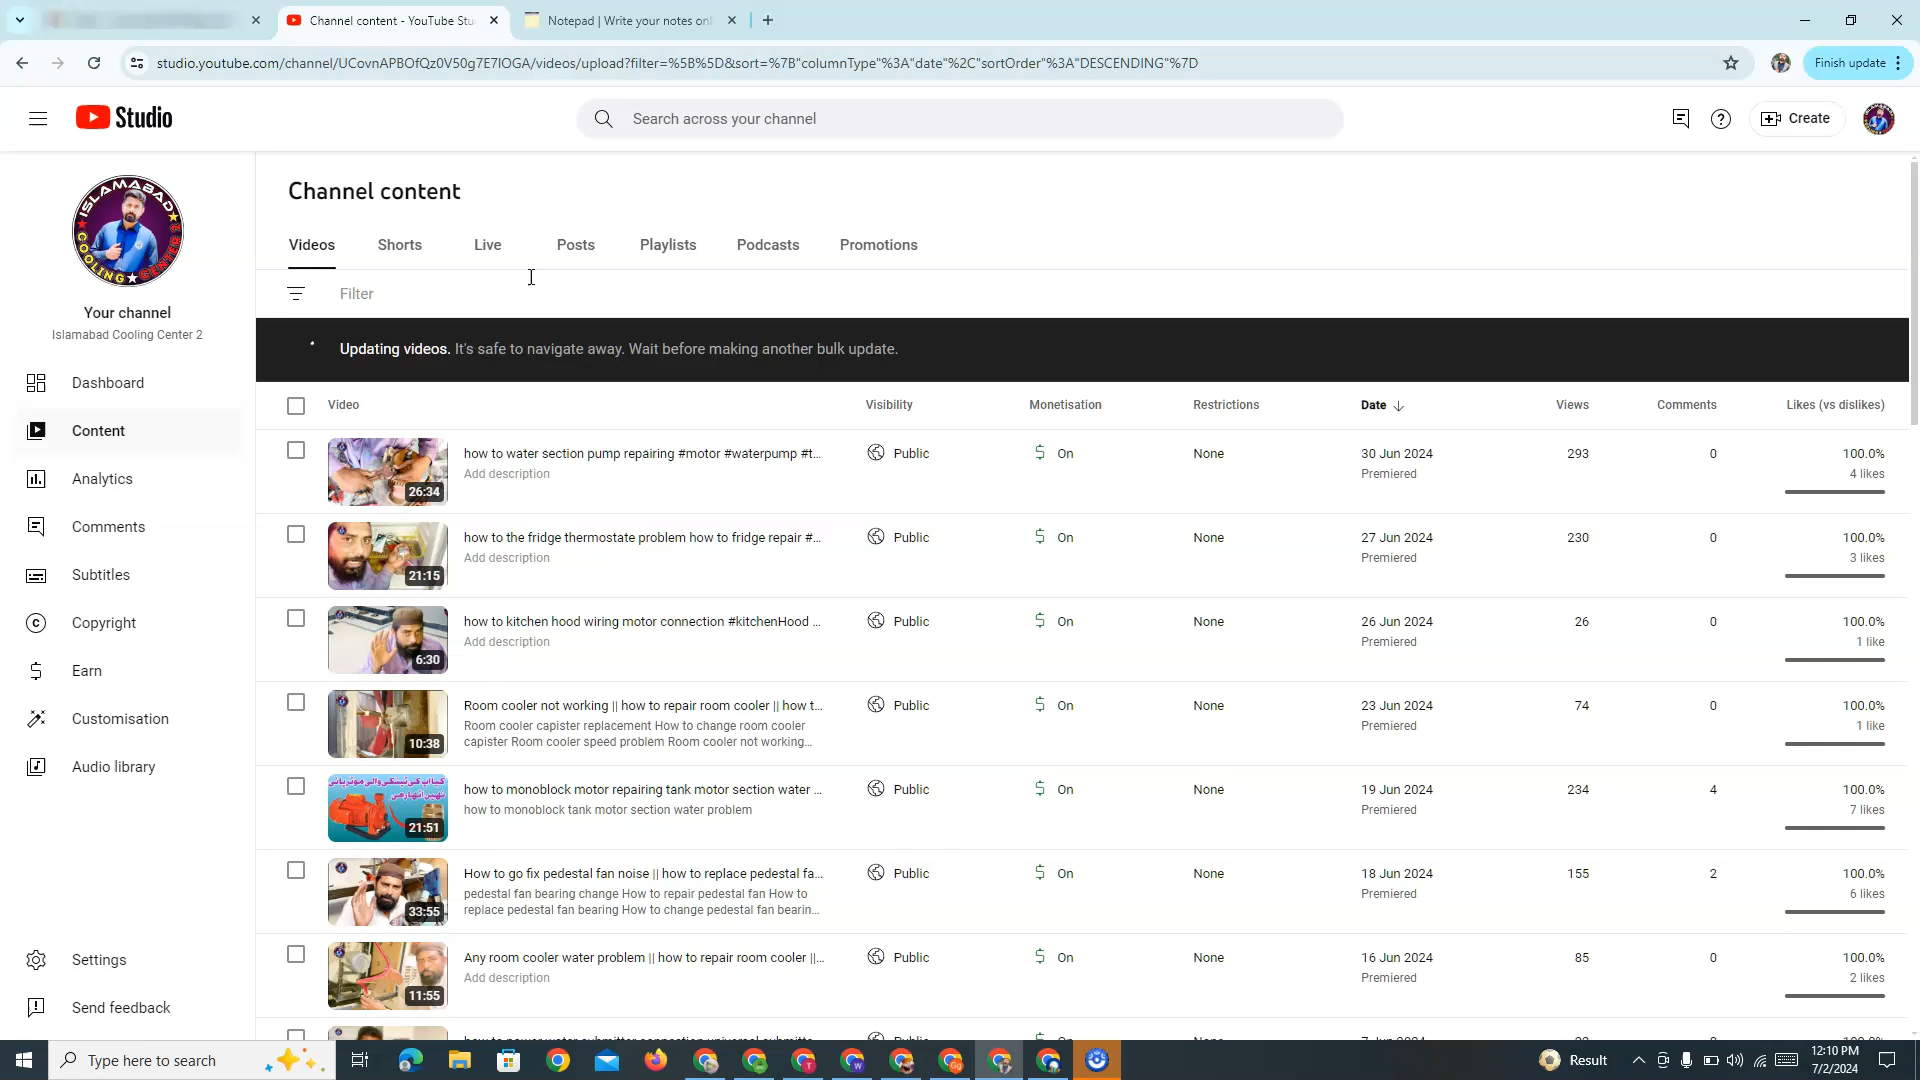 Channel content - YouTube Stu
Notepad | Write your notes onl
studio.youtube.com/channel/UCovnAPBOfQz0V50g7E7IOGA/videos/upload?filter=%5B%5D&sort=%7B"columnType"%3A"date"%2C"sortOrder"%3A"DESCENDING"%7D
Finish update
Studio
Search across your channel
Create
ISLAMABAD
COOLING CENTER 2
Your channel
Islamabad Cooling Center 2
Dashboard
Content
Analytics
Comments
Subtitles
Copyright
Earn
Customisation
Audio library
Settings
Send feedback
Channel content
Videos Shorts Live Posts Playlists Podcasts Promotions
Filter
Updating videos. It's safe to navigate away. Wait before making another bulk update.
Video Visibility Monetisation Restrictions Date Views Comments Likes (vs dislikes)
how to water section pump repairing #motor #waterpump #t... Public On None 30 Jun 2024 293 0 100.0%
Add description Premiered 4 likes
26:34
how to the fridge thermostate problem how to fridge repair #... Public On None 27 Jun 2024 230 0 100.0%
Add description Premiered 3 likes
21:15
how to kitchen hood wiring motor connection #kitchenHood ... Public On None 26 Jun 2024 26 0 100.0%
Add description Premiered 1 like
6:30
Room cooler not working || how to repair room cooler || how t... Public On None 23 Jun 2024 74 0 100.0%
Room cooler capister replacement How to change room cooler Premiered 1 like
capister Room cooler speed problem Room cooler not working...
10:38
how to monoblock motor repairing tank motor section water ... Public On None 19 Jun 2024 234 4 100.0%
how to monoblock tank motor section water problem Premiered 7 likes
کیا آپ کی ٹینکی والی موٹر پانی
نہیں اٹھا رہی
21:51
How to go fix pedestal fan noise || how to replace pedestal fa... Public On None 18 Jun 2024 155 2 100.0%
pedestal fan bearing change How to repair pedestal fan How to Premiered 6 likes
replace pedestal fan bearing How to change pedestal fan bearin...
33:55
Any room cooler water problem || how to repair room cooler ||... Public On None 16 Jun 2024 85 0 100.0%
Add description Premiered 2 likes
11:55
Type here to search
Result
12:10 PM
7/2/2024